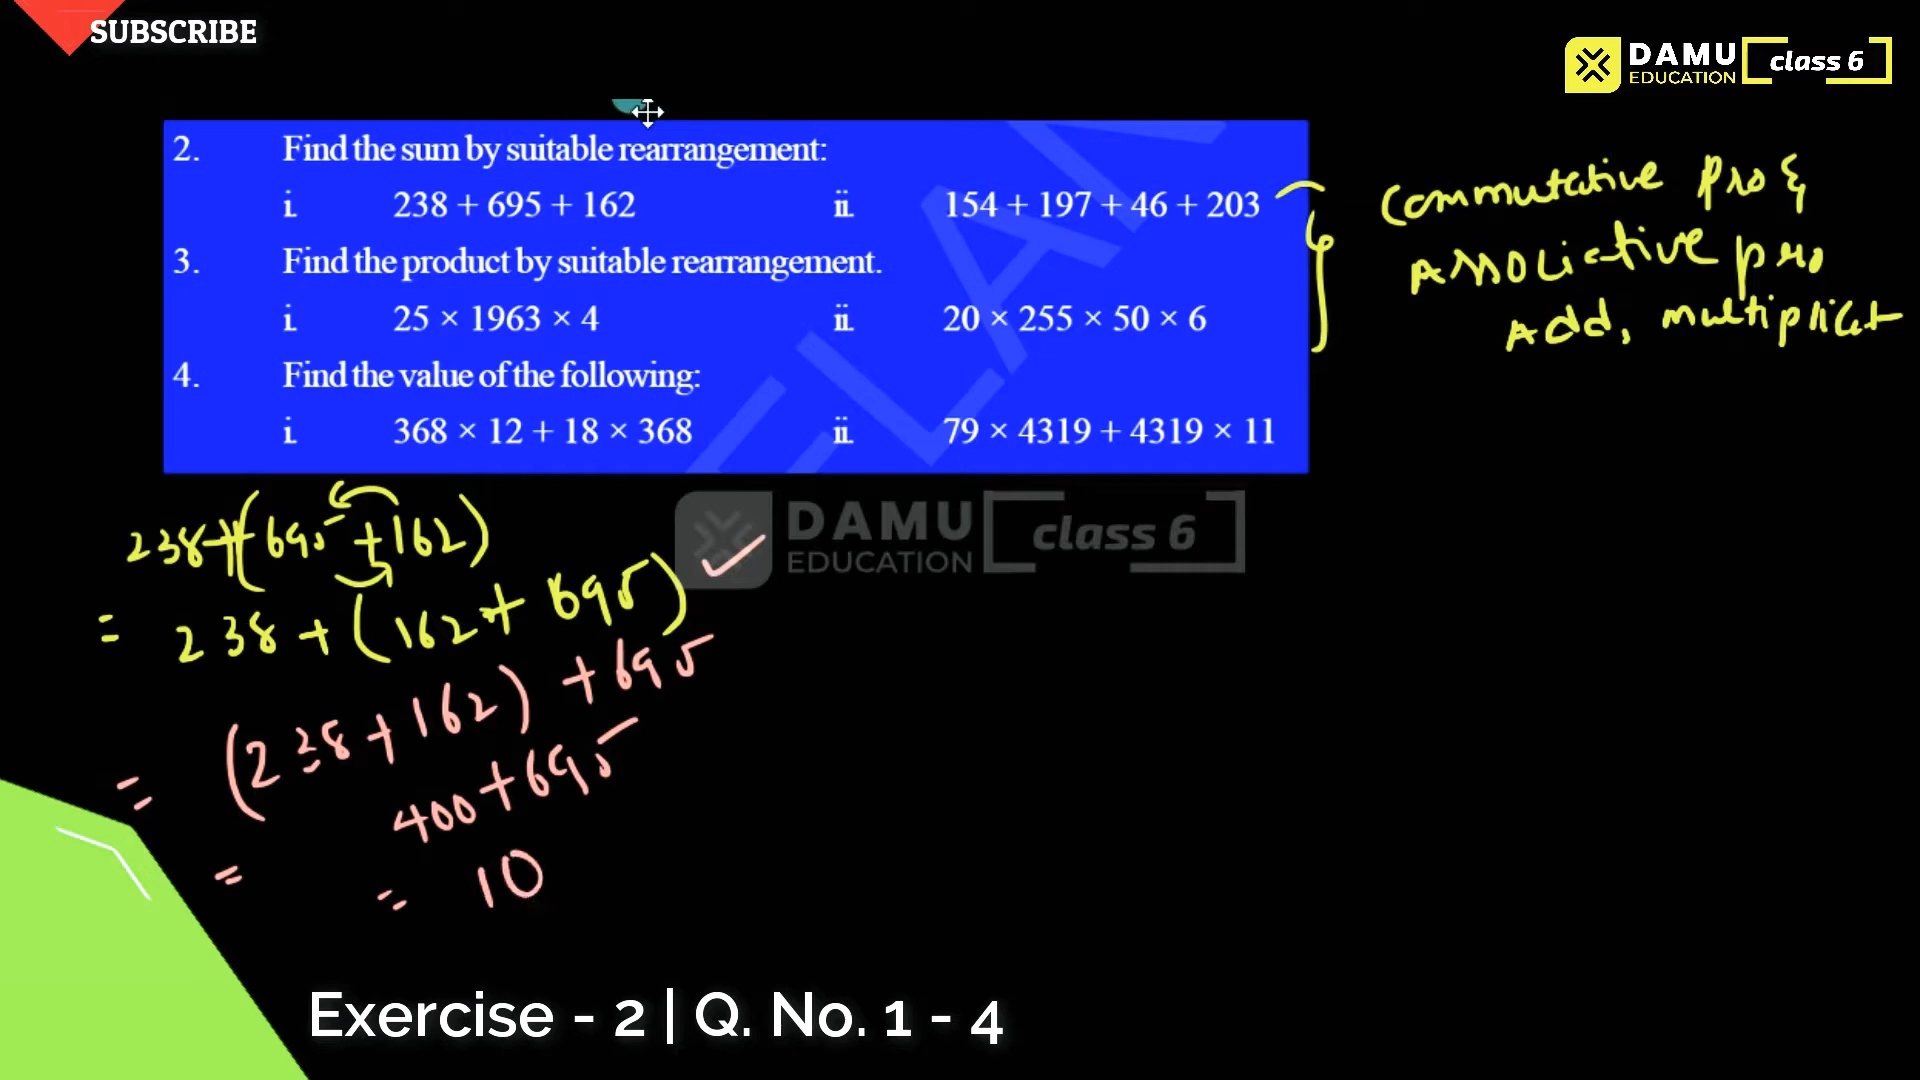 SUBSCRIBE
DAMU
EDUCATION
class 6
2. Find the sum by suitable rearrangement:
i. 238 + 695 + 162 ii. 154 + 197 + 46 + 203
3. Find the product by suitable rearrangement.
i. 25 × 1963 × 4 ii. 20 × 255 × 50 × 6
4. Find the value of the following:
i. 368 × 12 + 18 × 368 ii. 79 × 4319 + 4319 × 11
Commutative pro &
Associative pro
Add, multiplicat
DAMU
EDUCATION
class 6
238+(695+162)
= 238+(162+695)
= (238+162)+695
= 400+695
= 10
Exercise - 2 | Q. No. 1 - 4